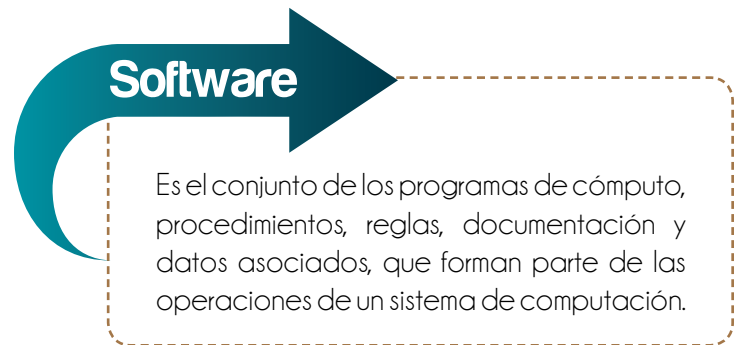 Software
Es el conjunto de los programas de cómputo,
procedimientos, reglas, documentación y
datos asociados, que forman parte de las
operaciones de un sistema de computación.